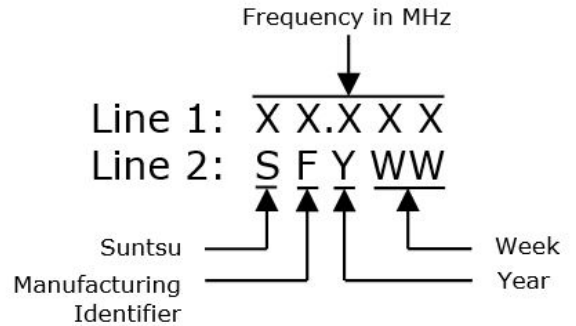 Frequency in MHz
Line 1: X X.X X X
Line 2: S F Y WW
Suntsu
Week
Manufacturing
Identifier
Year